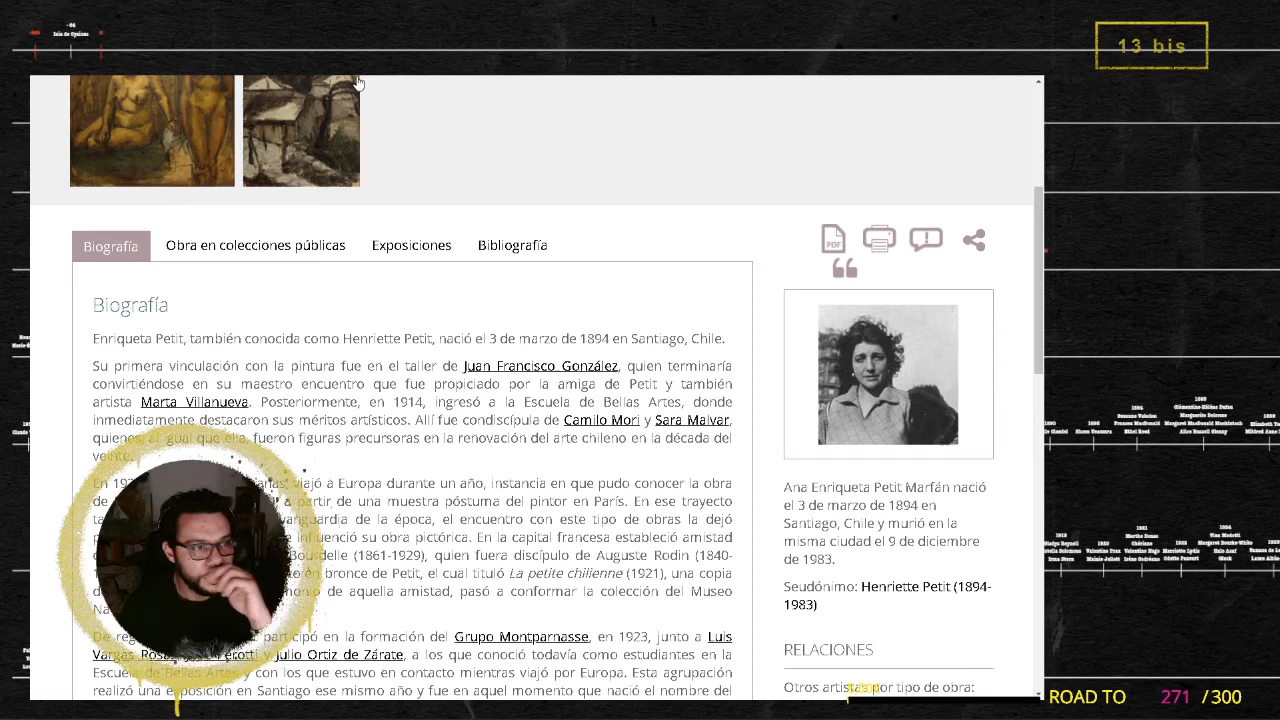 Isla de Opuious
13 bis
Biografía
Obra en colecciones públicas
Exposiciones
Bibliografía
PDF
Biografía
Enriqueta Petit, también conocida como Henriette Petit, nació el 3 de marzo de 1894 en Santiago, Chile.
Su primera vinculación con la pintura fue en el taller de Juan Francisco González, quien terminaría
convirtiéndose en su maestro encuentro que fue propiciado por la amiga de Petit y también
artista Marta Villanueva. Posteriormente, en 1914, ingresó a la Escuela de Bellas Artes, donde
inmediatamente destacaron sus méritos artísticos. Allí fue condiscípula de Camilo Mori y Sara Malvar,
quienes, al igual que ella, fueron figuras precursoras en la renovación del arte chileno en la década del
veinte.
viajó a Europa durante un año, instancia en que pudo conocer la obra
de a partir de una muestra póstuma del pintor en París. En ese trayecto
vanguardia de la época, el encuentro con este tipo de obras la dejó
influenció su obra pictórica. En la capital francesa estableció amistad
Bourdelle (1861-1929), quien fuera discípulo de Auguste Rodin (1840-
en bronce de Petit, el cual tituló La petite chilienne (1921), una copia
de aquella amistad, pasó a conformar la colección del Museo
De participó en la formación del Grupo Montparnasse, en 1923, junto a Luis
Vargas y Julio Ortiz de Zárate, a los que conoció todavía como estudiantes en la
Escuela de Bellas Artes y con los que estuvo en contacto mientras viajó por Europa. Esta agrupación
realizó una exposición en Santiago ese mismo año y fue en aquel momento que nació el nombre del
Ana Enriqueta Petit Marfán nació
el 3 de marzo de 1894 en
Santiago, Chile y murió en la
misma ciudad el 9 de diciembre
de 1983.
Seudónimo: Henriette Petit (1894-
1983)
RELACIONES
Otros artistas por tipo de obra:
ROAD TO 271 / 300